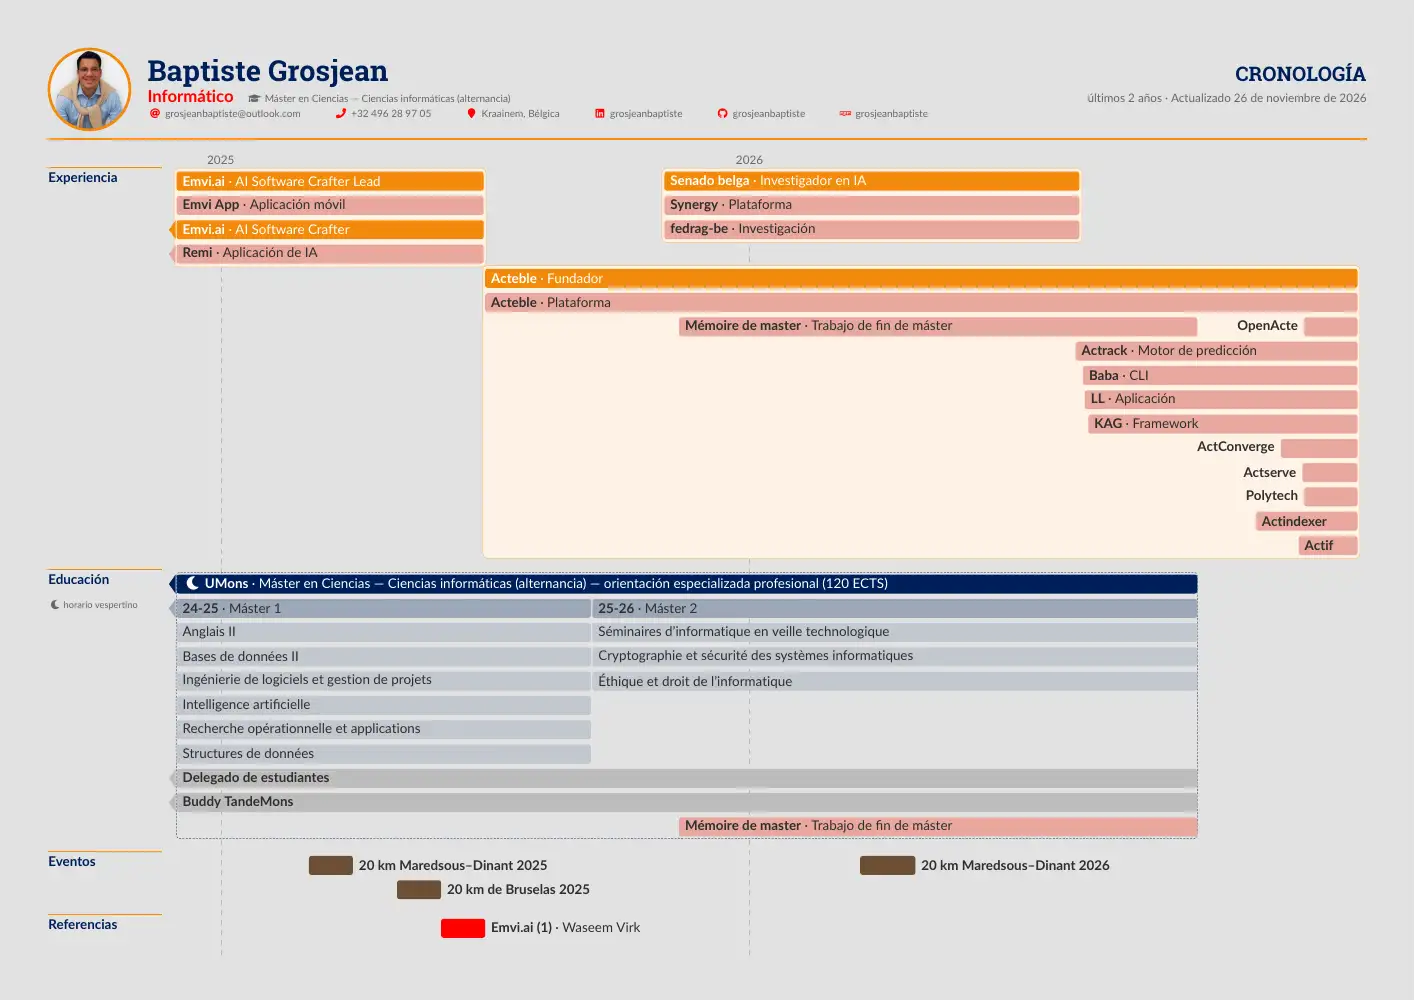 Baptiste Grosjean
CRONOLOGÍA
Informático Máster en Ciencias — Ciencias informáticas (alternancia)
últimos 2 años · Actualizado 26 de noviembre de 2026
grosjeanbaptiste@outlook.com +32 496 28 97 05 Kraainem, Bélgica grosjeanbaptiste grosjeanbaptiste grosjeanbaptiste
2025 2026
Experiencia
Emvi.ai · AI Software Crafter Lead
Senado belga · Investigador en IA
Emvi App · Aplicación móvil
Synergy · Plataforma
Emvi.ai · AI Software Crafter
fedrag-be · Investigación
Remi · Aplicación de IA
Acteble · Fundador
Acteble · Plataforma
Mémoire de master · Trabajo de fin de máster
OpenActe
Actrack · Motor de predicción
Baba · CLI
LL · Aplicación
KAG · Framework
ActConverge
Actserve
Polytech
Actindexer
Actif
Educación
horario vespertino
UMons · Máster en Ciencias — Ciencias informáticas (alternancia) — orientación especializada profesional (120 ECTS)
24-25 · Máster 1
25-26 · Máster 2
Anglais II
Séminaires d’informatique en veille technologique
Bases de données II
Cryptographie et sécurité des systèmes informatiques
Ingénierie de logiciels et gestion de projets
Éthique et droit de l’informatique
Intelligence artificielle
Recherche opérationnelle et applications
Structures de données
Delegado de estudiantes
Buddy TandeMons
Mémoire de master · Trabajo de fin de máster
Eventos
20 km Maredsous–Dinant 2025
20 km Maredsous–Dinant 2026
20 km de Bruselas 2025
Referencias
Emvi.ai (1) · Waseem Virk